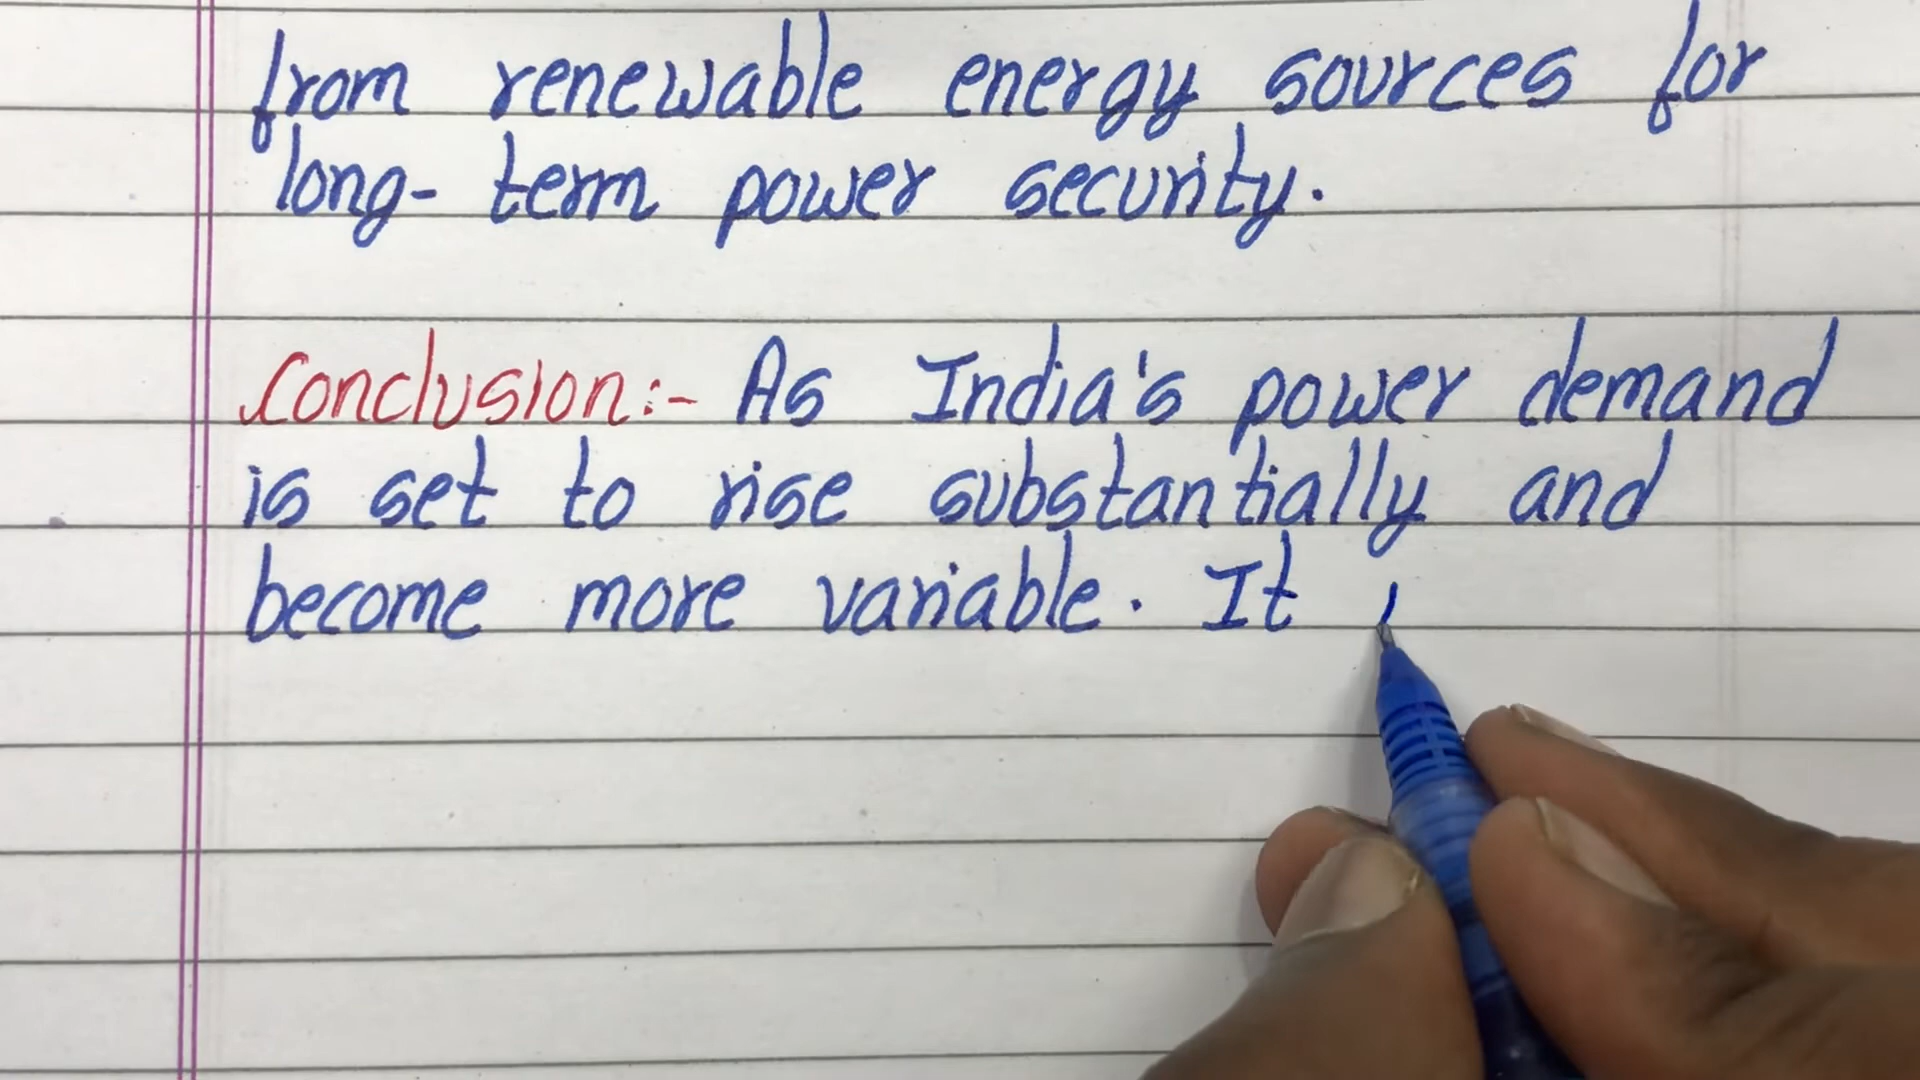 from renewable energy sources for
long-term power security.
Conclusion:- As India's power demand
is set to rise substantially and
become more variable. It